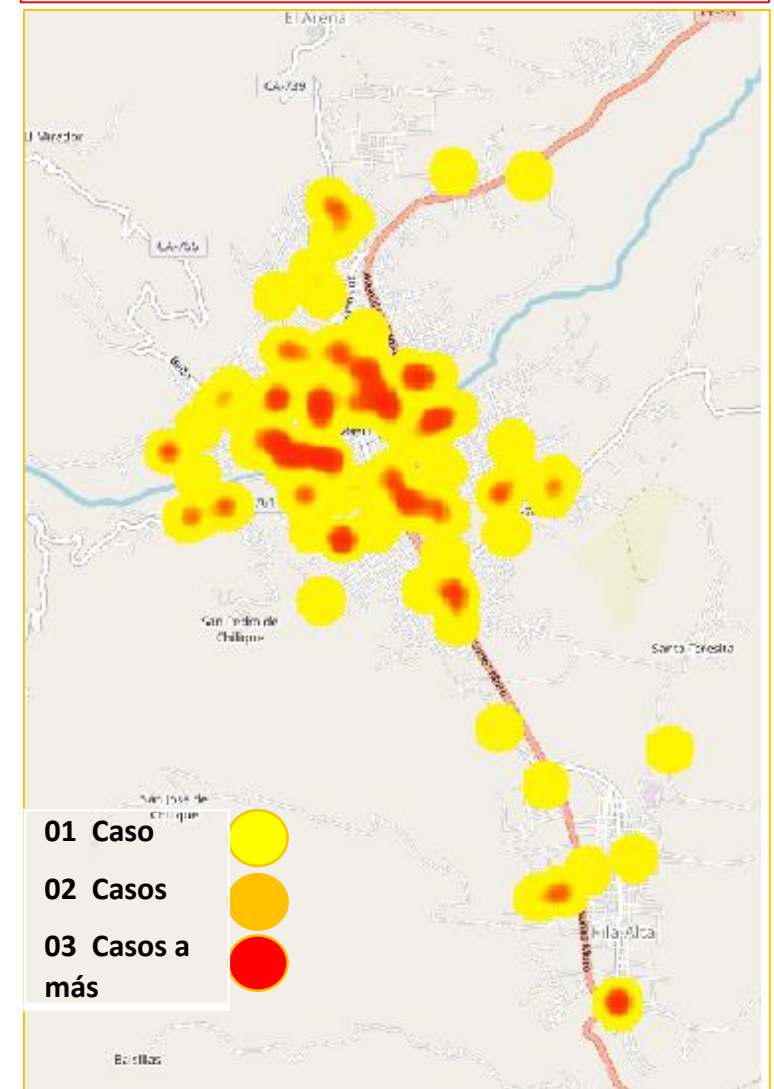 El Arena
CA-739
El Mirador
CA-755
761
San Pedro de
Chilique
Santa Teresita
San José de
Chilique
01 Caso
02 Casos
03 Casos a
más
Fila Alta
Balsillas